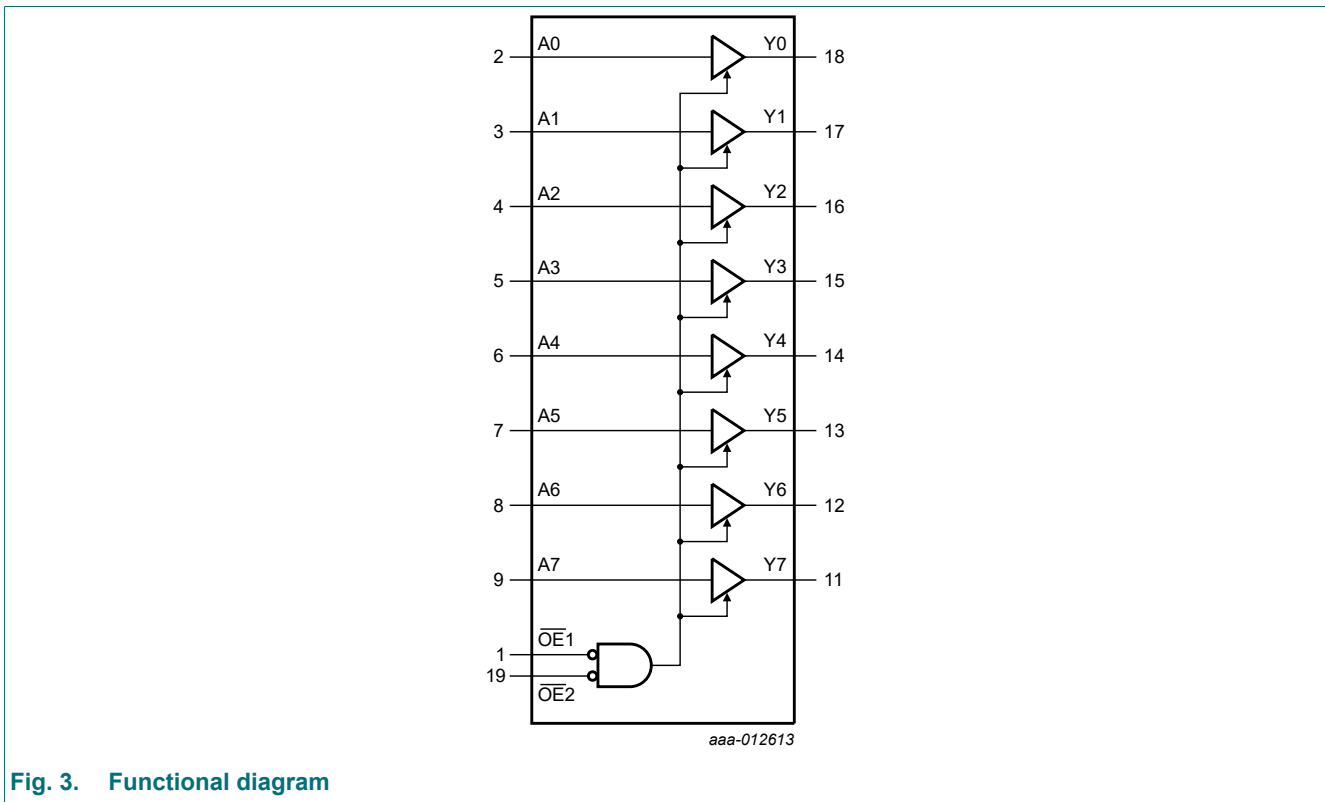 2 A0 Y0 18
3 A1 Y1 17
4 A2 Y2 16
5 A3 Y3 15
6 A4 Y4 14
7 A5 Y5 13
8 A6 Y6 12
9 A7 Y7 11
1 O̅E̅1
19 O̅E̅2
aaa-012613
Fig. 3. Functional diagram